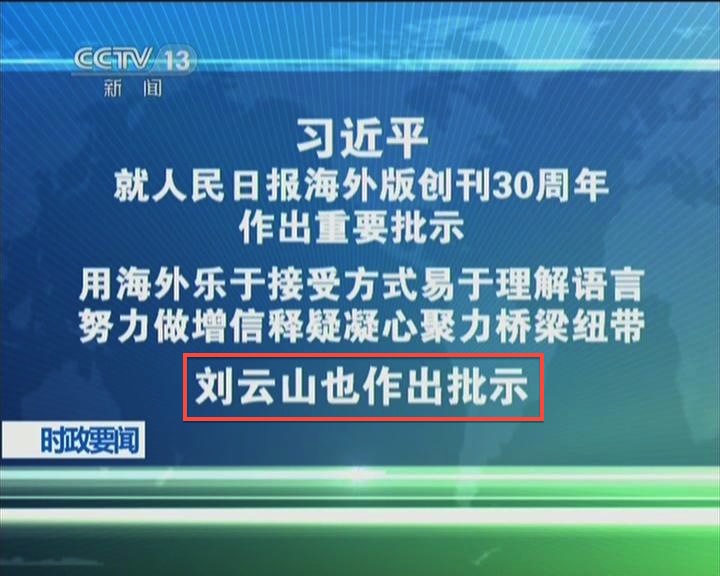 CCTV 13
新闻
习近平
就人民日报海外版创刊30周年
作出重要批示
用海外乐于接受方式易于理解语言
努力做增信释疑凝心聚力桥梁纽带
刘云山也作出批示
时政要闻